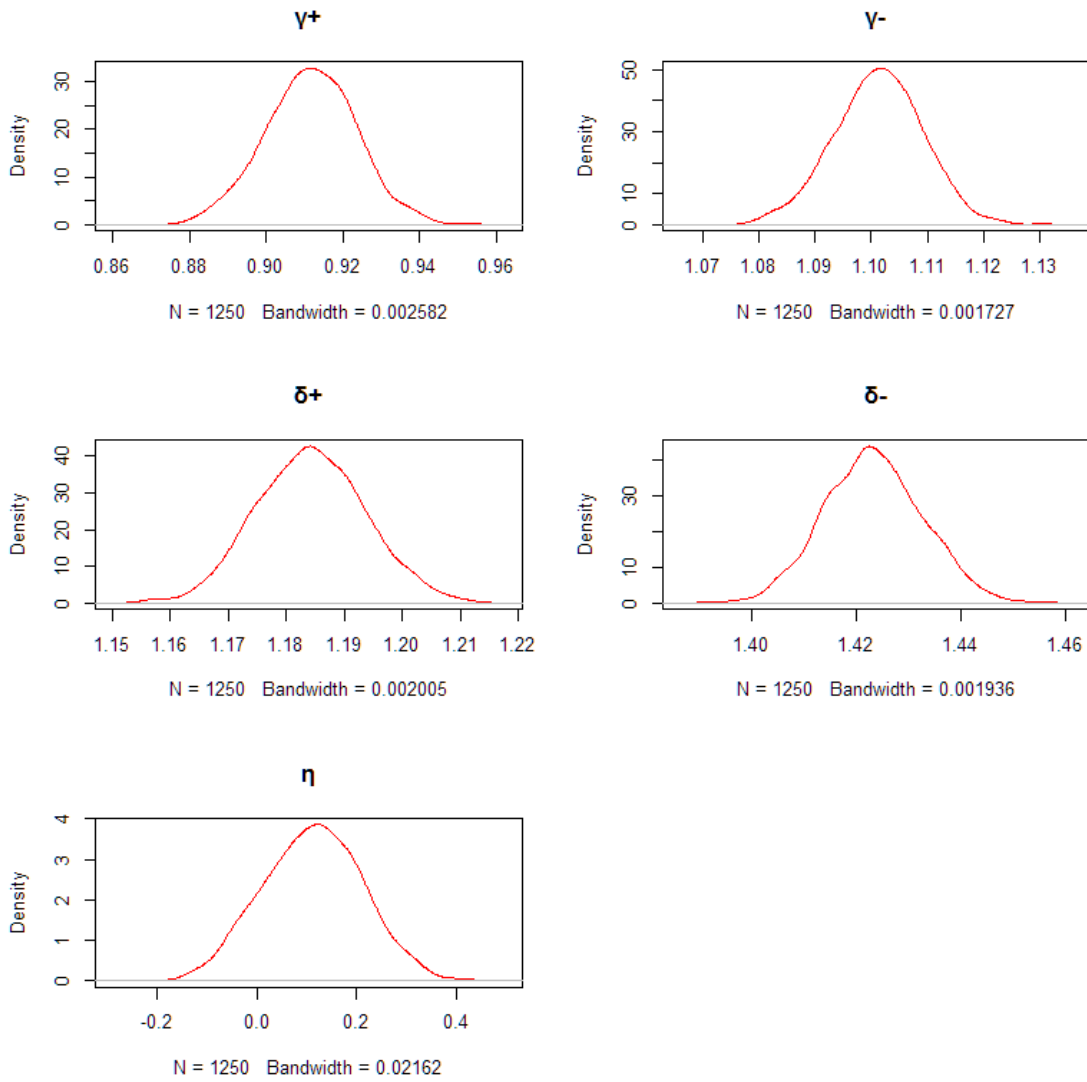 γ+
Density
0 10 20 30
0.86 0.88 0.90 0.92 0.94 0.96
N = 1250 Bandwidth = 0.002582
γ-
Density
0 10 30 50
1.07 1.08 1.09 1.10 1.11 1.12 1.13
N = 1250 Bandwidth = 0.001727
δ+
Density
0 10 20 30 40
1.15 1.16 1.17 1.18 1.19 1.20 1.21 1.22
N = 1250 Bandwidth = 0.002005
δ-
Density
0 10 30
1.40 1.42 1.44 1.46
N = 1250 Bandwidth = 0.001936
η
Density
0 1 2 3 4
-0.2 0.0 0.2 0.4
N = 1250 Bandwidth = 0.02162